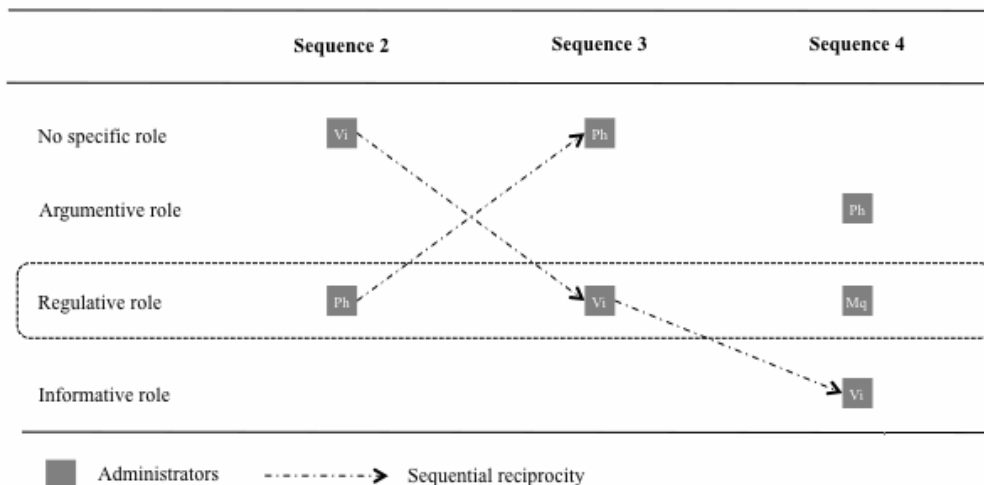 Sequence 2 Sequence 3 Sequence 4
No specific role Vi Ph
Argumentive role Ph
Regulative role Ph Vi Mq
Informative role Vi
Administrators Sequential reciprocity